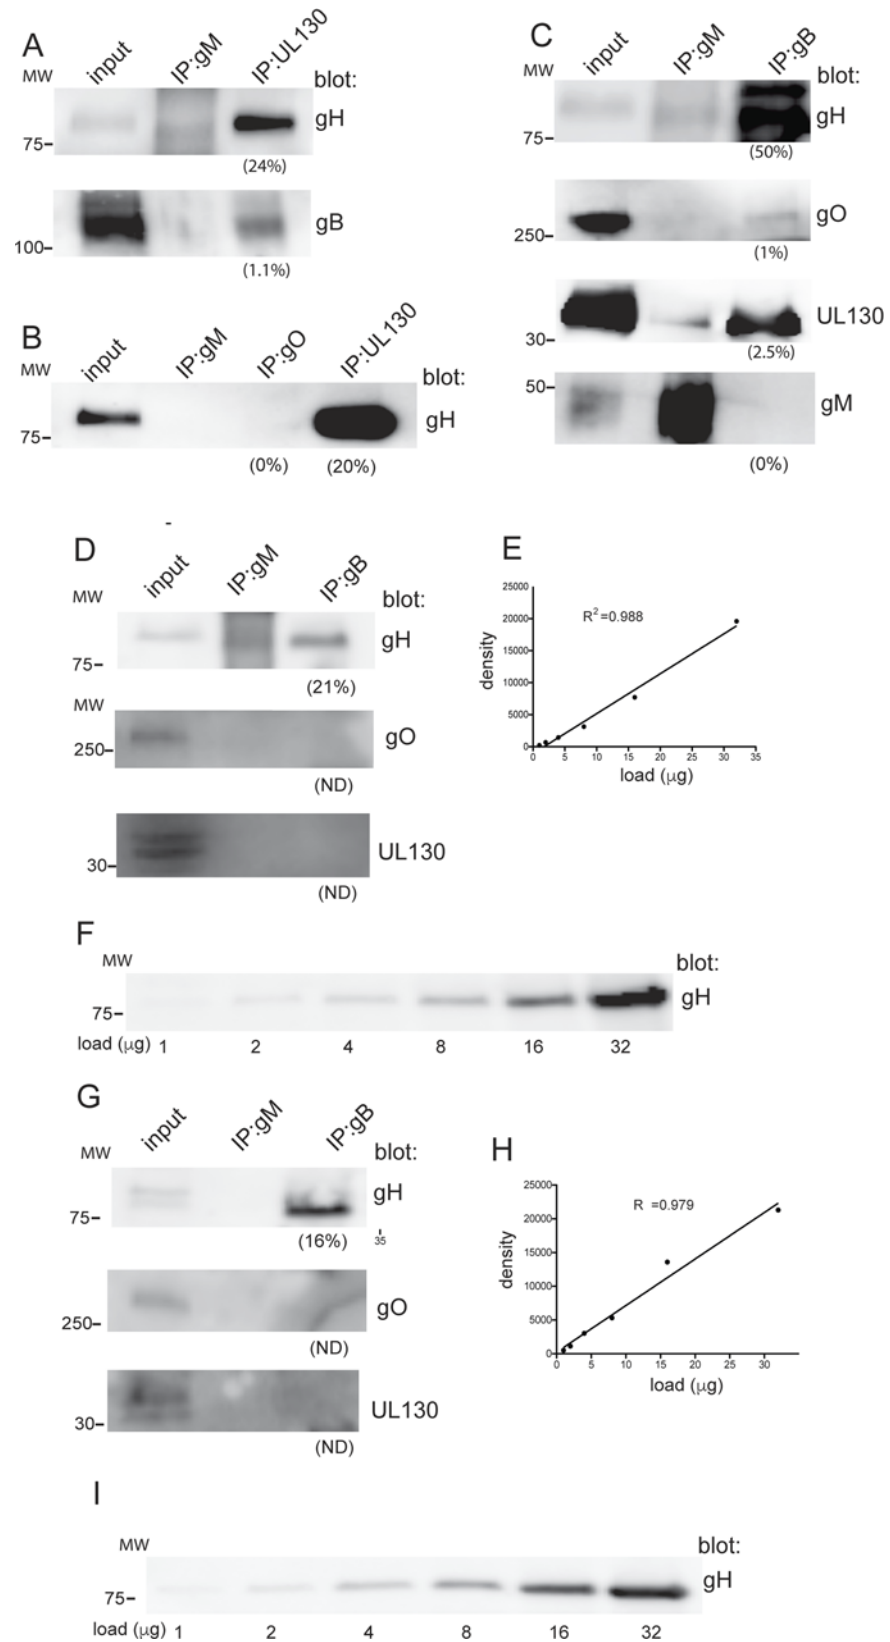 A
input
IP:gM
IP:UL130
MW
blot:
gH
75-
(24%)
gB
100-
(1.1%)
B
input
IP:gM
IP:gO
IP:UL130
MW
blot:
gH
75-
(0%) (20%)
C
input
IP:gM
IP:gB
MW
blot:
gH
75-
(50%)
gO
250-
(1%)
UL130
30-
(2.5%)
50-
gM
(0%)
-
D
input
IP:gM
IP:gB
MW
blot:
gH
75-
(21%)
MW
gO
250-
(ND)
UL130
30-
(ND)
E
25000
20000
15000
10000
5000
0
density
R²=0.988
0 5 10 15 20 25 30 35
load (µg)
F
MW
blot:
gH
75-
load (µg) 1 2 4 8 16 32
G
input
IP:gM
IP:gB
MW
blot:
gH
75-
(16%)
35
gO
250-
(ND)
UL130
30-
(ND)
H
25000
20000
15000
10000
5000
0
density
R =0.979
0 5 10 15 20 25 30
load (µg)
I
MW
blot:
gH
75-
load (µg) 1 2 4 8 16 32